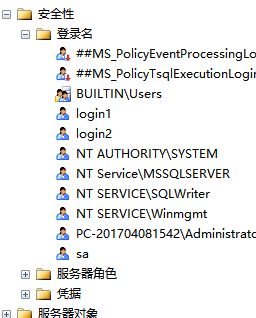 安全性
登录名
##MS_PolicyEventProcessingLo
##MS_PolicyTsqlExecutionLogin
BUILTIN\Users
login1
login2
NT AUTHORITY\SYSTEM
NT Service\MSSQLSERVER
NT SERVICE\SQLWriter
NT SERVICE\Winmgmt
PC-201704081542\Administrato
sa
服务器角色
凭据
服务器对象